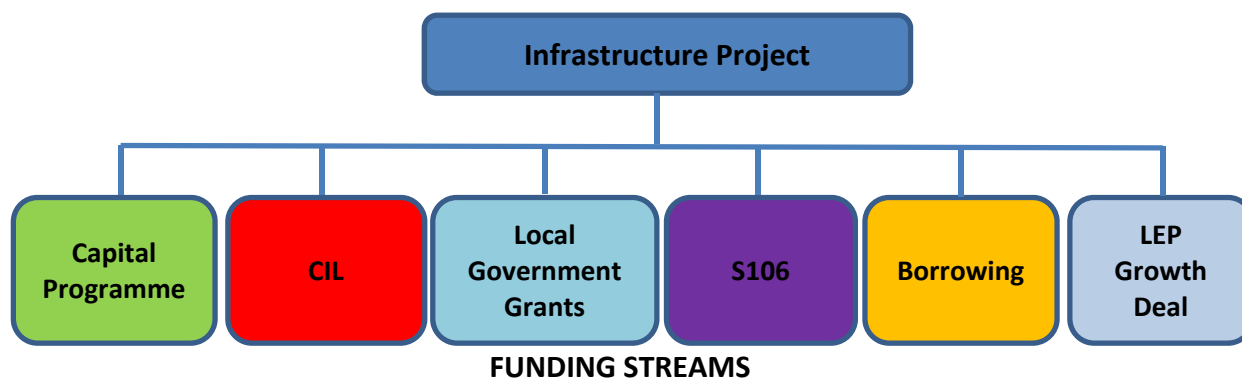 Infrastructure Project
Capital
Programme
CIL
Local
Government
Grants
S106
Borrowing
LEP
Growth
Deal
FUNDING STREAMS